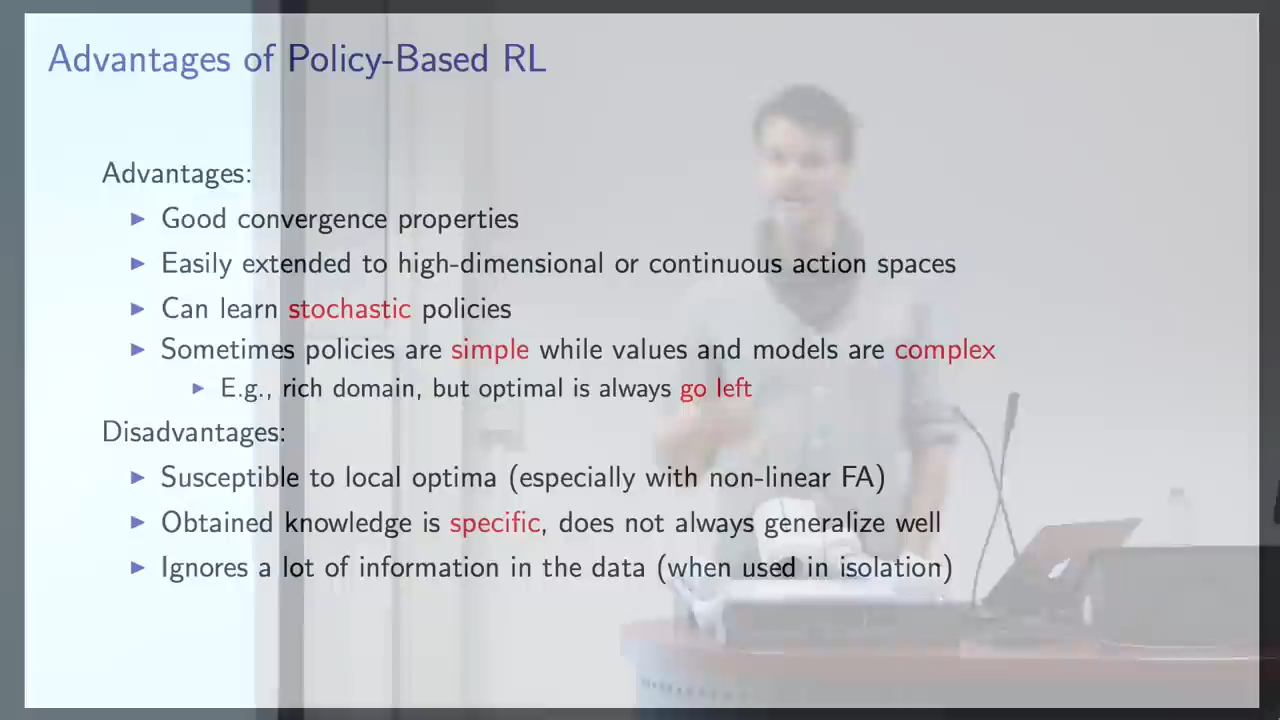 Advantages of Policy-Based RL
Advantages:
Good convergence properties
Easily extended to high-dimensional or continuous action spaces
Can learn stochastic policies
Sometimes policies are simple while values and models are complex
E.g., rich domain, but optimal is always go left
Disadvantages:
Susceptible to local optima (especially with non-linear FA)
Obtained knowledge is specific, does not always generalize well
Ignores a lot of information in the data (when used in isolation)